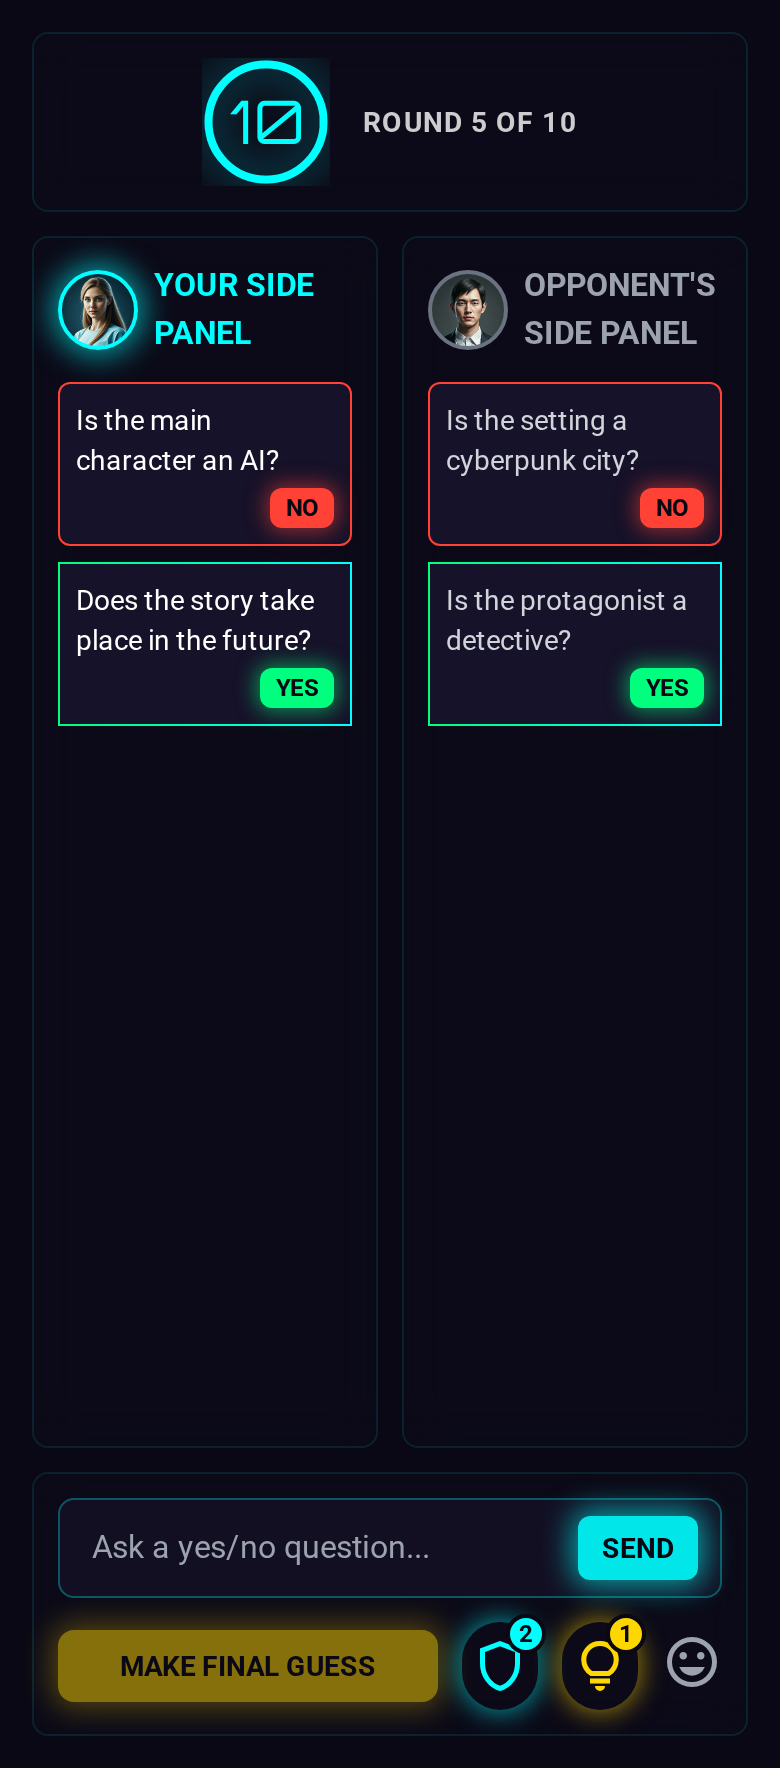 10
ROUND 5 OF 10
YOUR SIDE
PANEL
Is the main
character an AI?
NO
Does the story take
place in the future?
YES
OPPONENT'S
SIDE PANEL
Is the setting a
cyberpunk city?
NO
Is the protagonist a
detective?
YES
Ask a yes/no question...
SEND
MAKE FINAL GUESS
2
1